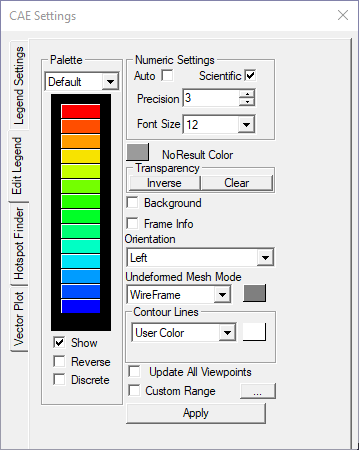 CAE Settings
Legend Settings
Edit Legend
Hotspot Finder
Vector Plot
Palette
Default
Show
Reverse
Discrete
Numeric Settings
Auto Scientific
Precision 3
Font Size 12
NoResult Color
Transparency
Inverse Clear
Background
Frame Info
Orientation
Left
Undeformed Mesh Mode
WireFrame
Contour Lines
User Color
Update All Viewpoints
Custom Range ...
Apply